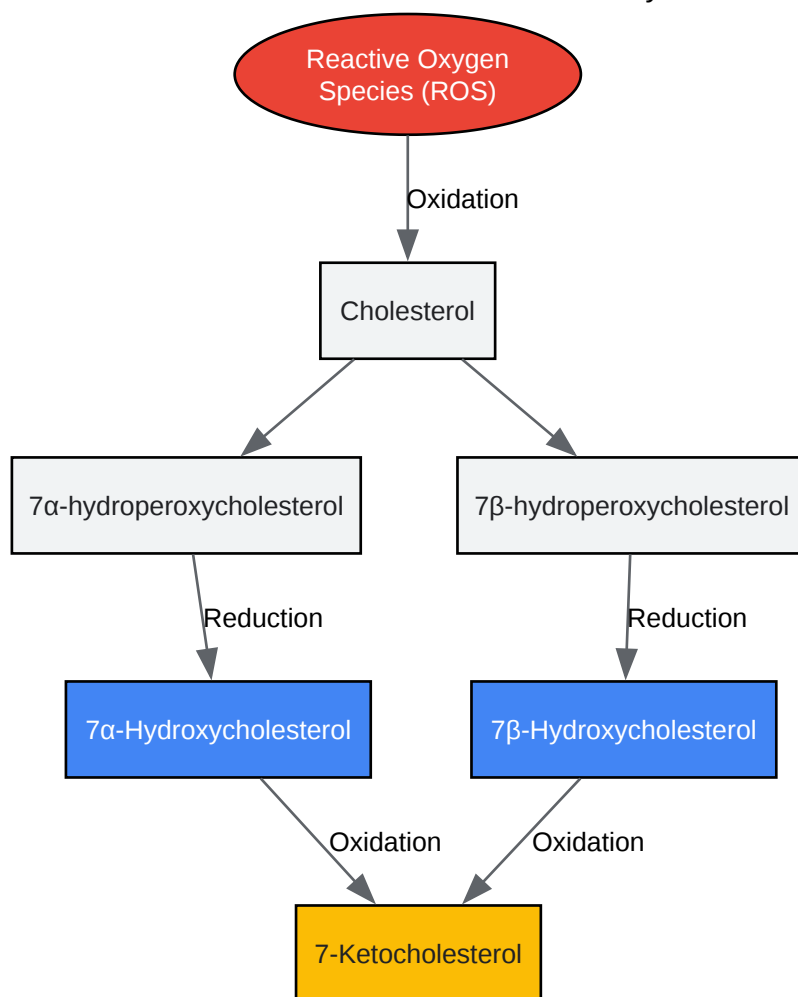 Reactive Oxygen
Species (ROS)
Oxidation
Cholesterol
7α-hydroperoxycholesterol
7β-hydroperoxycholesterol
Reduction
Reduction
7α-Hydroxycholesterol
7β-Hydroxycholesterol
Oxidation
Oxidation
7-Ketocholesterol